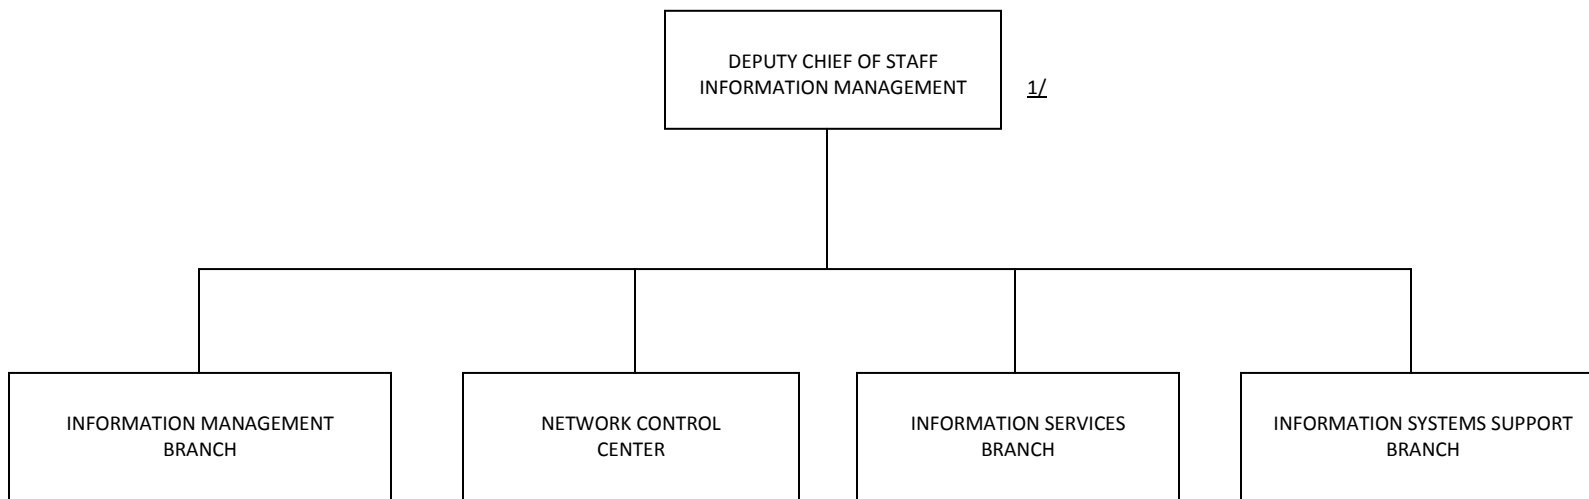 DEPUTY CHIEF OF STAFF
INFORMATION MANAGEMENT
1/
INFORMATION MANAGEMENT
BRANCH
NETWORK CONTROL
CENTER
INFORMATION SERVICES
BRANCH
INFORMATION SYSTEMS SUPPORT
BRANCH